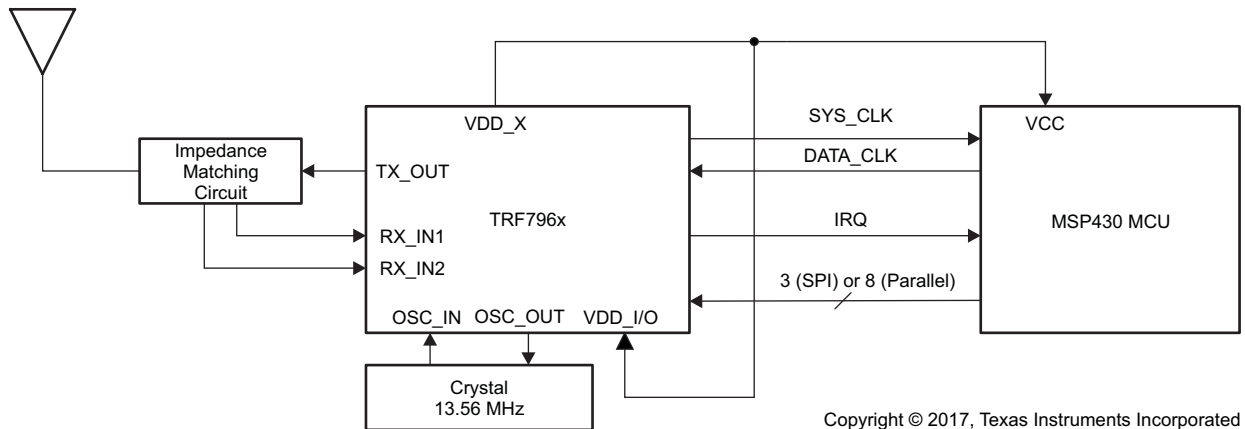 VDD_X
SYS_CLK
VCC
Impedance
Matching
Circuit
TX_OUT
DATA_CLK
TRF796x
IRQ
MSP430 MCU
RX_IN1
RX_IN2
3 (SPI) or 8 (Parallel)
OSC_IN
OSC_OUT
VDD_I/O
Crystal
13.56 MHz
Copyright © 2017, Texas Instruments Incorporated